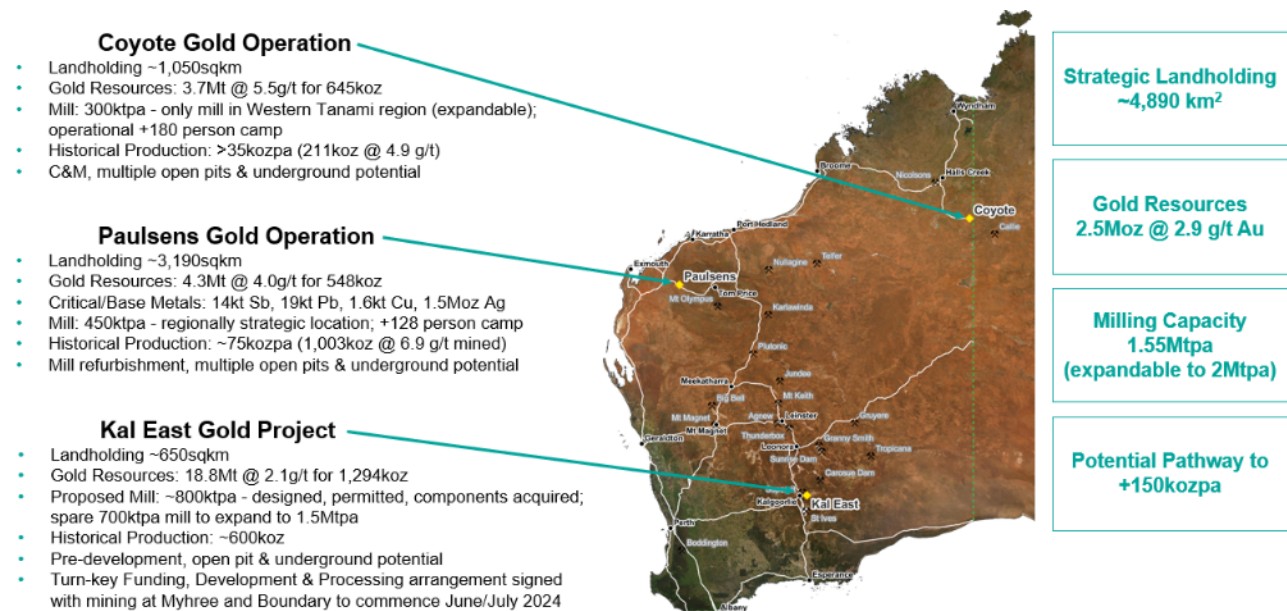 Coyote Gold Operation
• Landholding ~1,050sqkm
• Gold Resources: 3.7Mt @ 5.5g/t for 645koz
• Mill: 300ktpa - only mill in Western Tanami region (expandable);
operational +180 person camp
• Historical Production: >35kozpa (211koz @ 4.9 g/t)
• C&M, multiple open pits & underground potential
Paulsens Gold Operation
• Landholding ~3,190sqkm
• Gold Resources: 4.3Mt @ 4.0g/t for 548koz
• Critical/Base Metals: 14kt Sb, 19kt Pb, 1.6kt Cu, 1.5Moz Ag
• Mill: 450ktpa - regionally strategic location; +128 person camp
• Historical Production: ~75kozpa (1,003koz @ 6.9 g/t mined)
• Mill refurbishment, multiple open pits & underground potential
Kal East Gold Project
• Landholding ~650sqkm
• Gold Resources: 18.8Mt @ 2.1g/t for 1,294koz
• Proposed Mill: ~800ktpa - designed, permitted, components acquired;
spare 700ktpa mill to expand to 1.5Mtpa
• Historical Production: ~600koz
• Pre-development, open pit & underground potential
• Turn-key Funding, Development & Processing arrangement signed
with mining at Myhree and Boundary to commence June/July 2024
Wyndham
Broome
Nicolsons
Halls Creek
Coyote
Callie
Port Hedland
Karratha
Exmouth
Nullagine
Telfer
Paulsens
Tom Price
Mt Olympus
Karlawinda
Plutonic
Jundee
Meekatharra
Big Bell
Mt Keith
Mt Magnet
Agnew
Leinster
Gruyere
Mt Magnet
Geraldton
Thunderbox
Leonora
Granny Smith
Sunrise Dam
Tropicana
Carosue Dam
Kalgoorlie
Kal East
St Ives
Perth
Boddington
Esperance
Albany
Strategic Landholding
~4,890 km²
Gold Resources
2.5Moz @ 2.9 g/t Au
Milling Capacity
1.55Mtpa
(expandable to 2Mtpa)
Potential Pathway to
+150kozpa